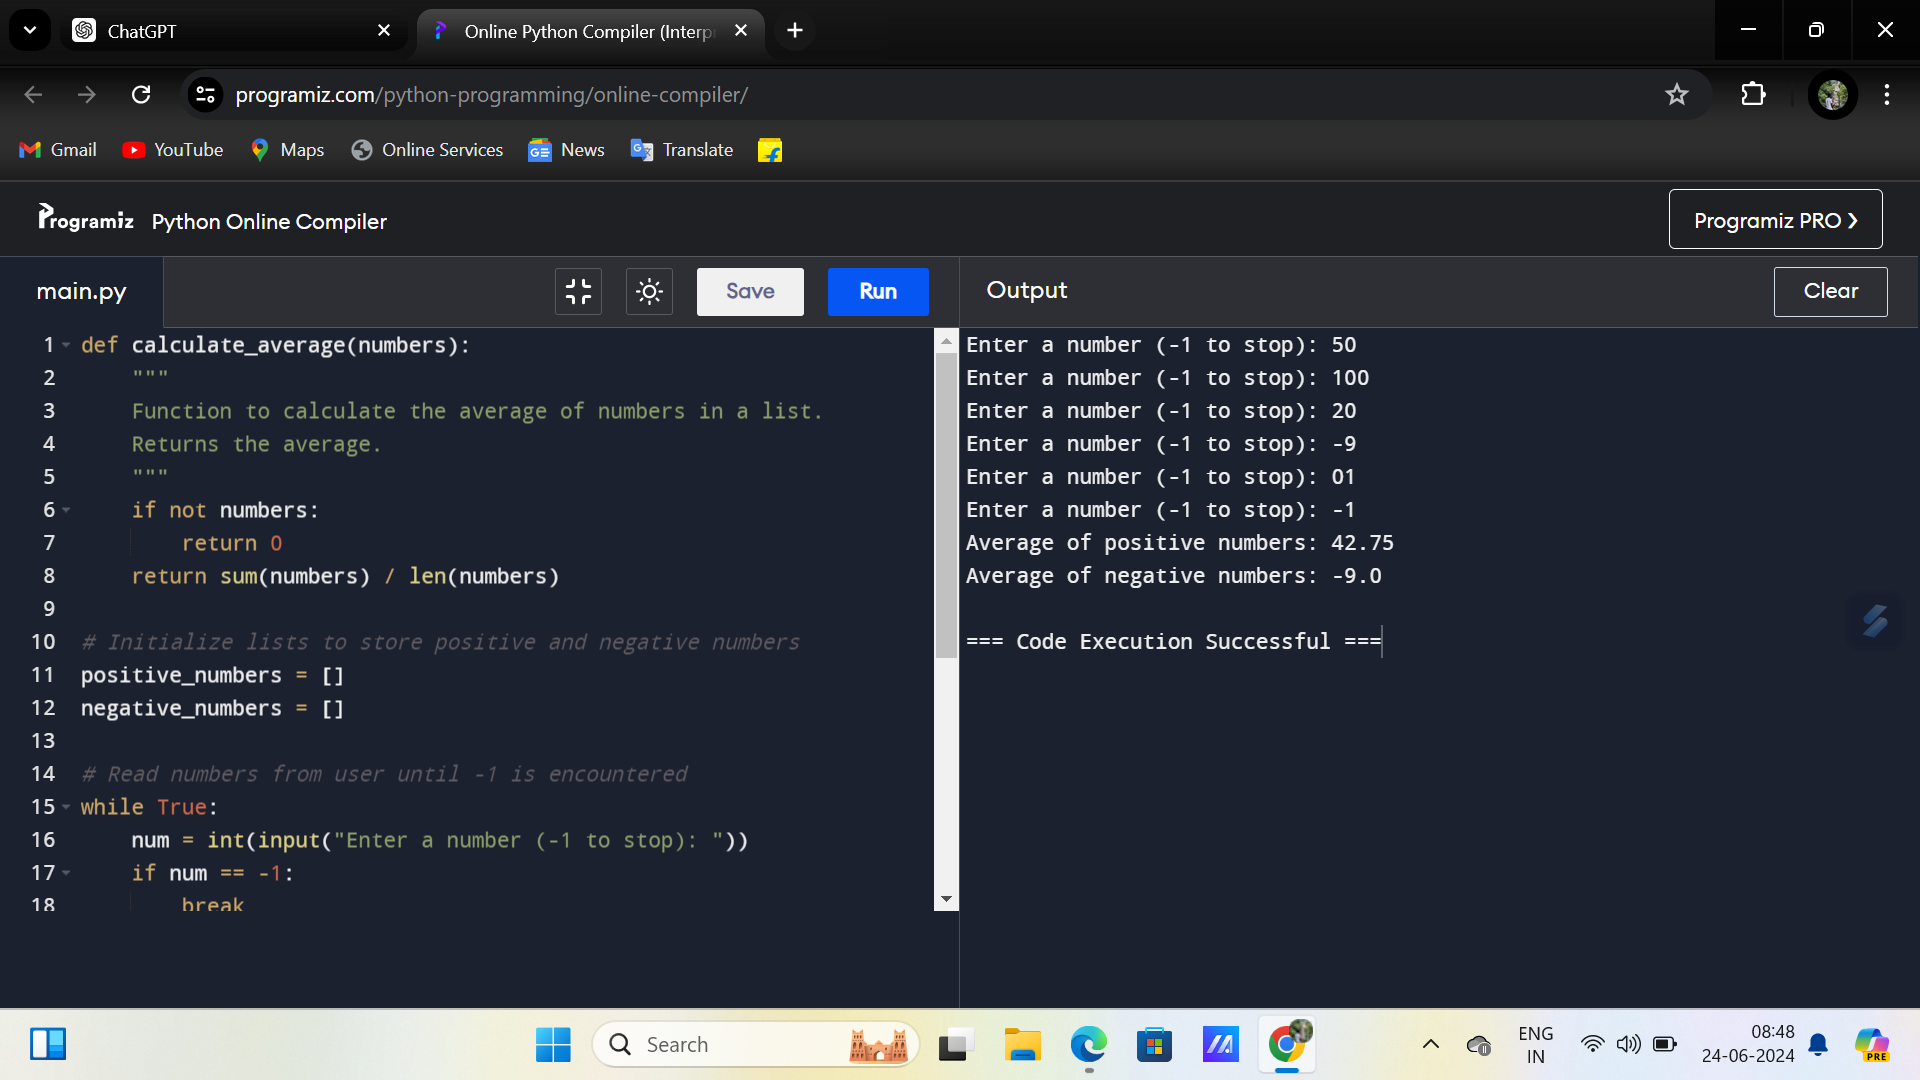 ChatGPT
Online Python Compiler (Interp
programiz.com/python-programming/online-compiler/
Gmail
YouTube
Maps
Online Services
News
Translate
Programiz
Python Online Compiler
Programiz PRO
main.py
Save
Run
Output
Clear
1 def calculate_average(numbers):
2 """
3 Function to calculate the average of numbers in a list.
4 Returns the average.
5 """
6 if not numbers:
7 return 0
8 return sum(numbers) / len(numbers)
9
10 # Initialize lists to store positive and negative numbers
11 positive_numbers = []
12 negative_numbers = []
13
14 # Read numbers from user until -1 is encountered
15 while True:
16 num = int(input("Enter a number (-1 to stop): "))
17 if num == -1:
18 break
Enter a number (-1 to stop): 50
Enter a number (-1 to stop): 100
Enter a number (-1 to stop): 20
Enter a number (-1 to stop): -9
Enter a number (-1 to stop): 01
Enter a number (-1 to stop): -1
Average of positive numbers: 42.75
Average of negative numbers: -9.0
=== Code Execution Successful ===
Search
ENG
IN
08:48
24-06-2024
PRE